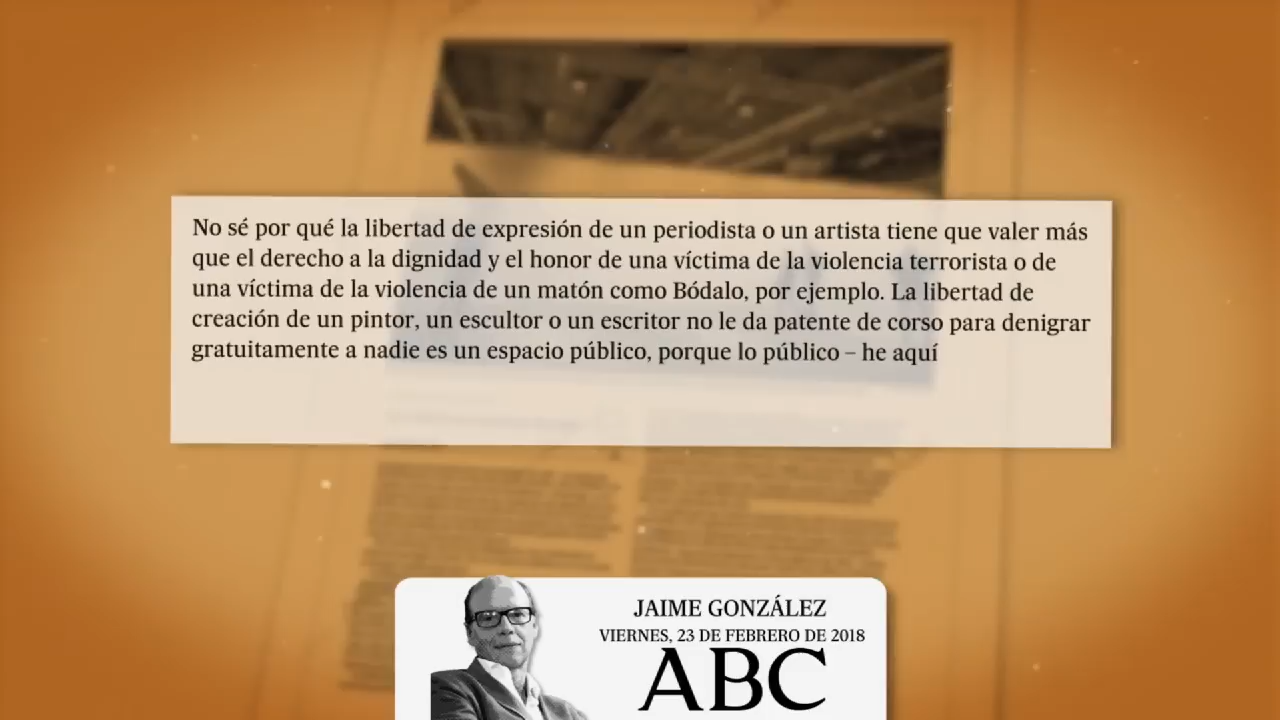 No sé por qué la libertad de expresión de un periodista o un artista tiene que valer más
que el derecho a la dignidad y el honor de una víctima de la violencia terrorista o de
una víctima de la violencia de un matón como Bódalo, por ejemplo. La libertad de
creación de un pintor, un escultor o un escritor no le da patente de corso para denigrar
gratuitamente a nadie es un espacio público, porque lo público – he aquí
JAIME GONZÁLEZ
VIERNES, 23 DE FEBRERO DE 2018
ABC